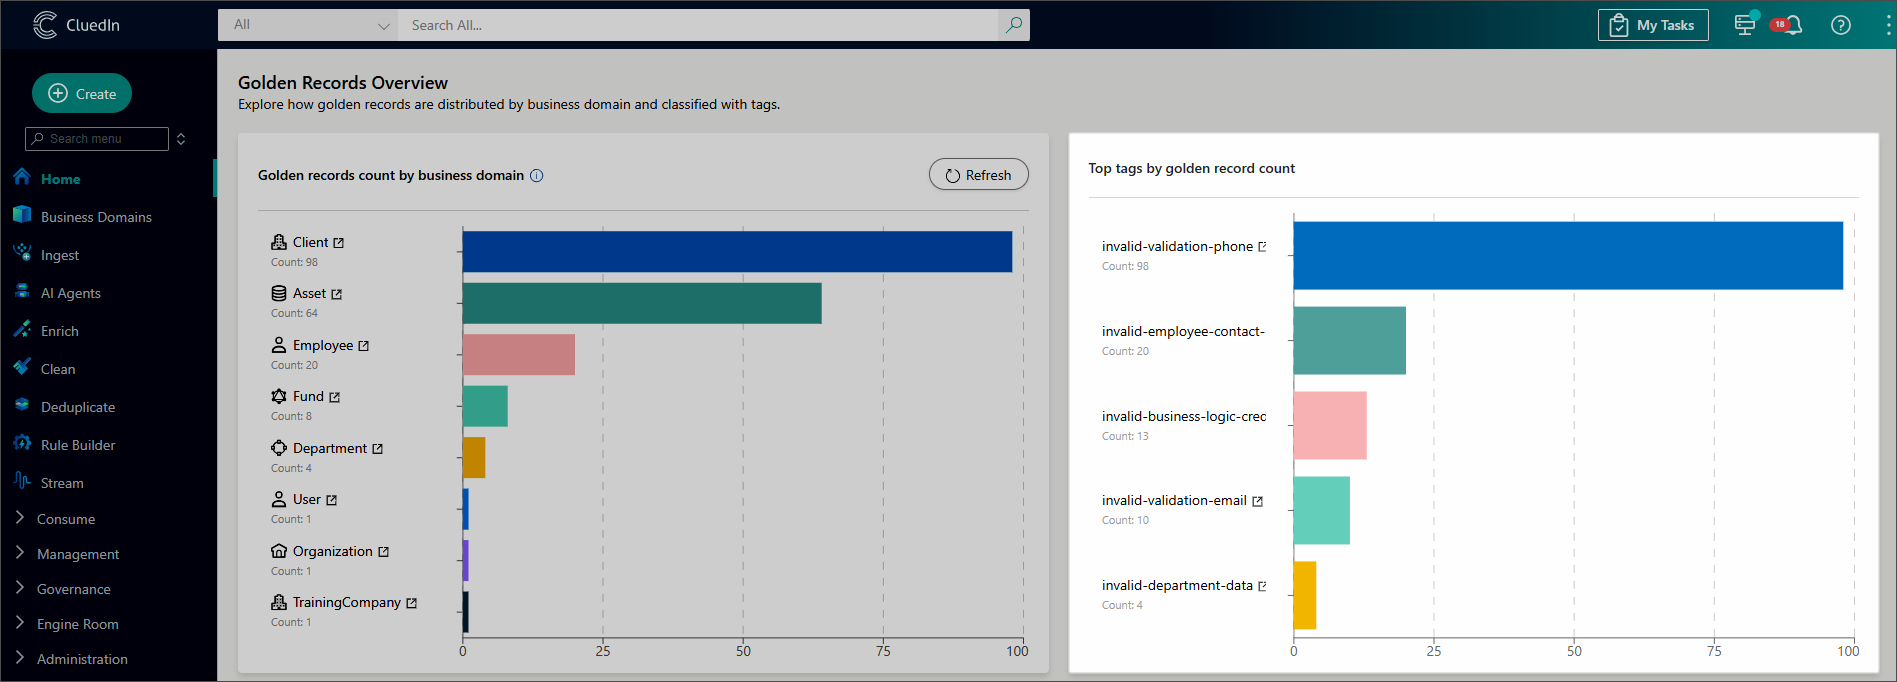 CluedIn
All
Search All...
My Tasks
18
Create
Search menu
Home
Business Domains
Ingest
AI Agents
Enrich
Clean
Deduplicate
Rule Builder
Stream
Consume
Management
Governance
Engine Room
Administration
Golden Records Overview
Explore how golden records are distributed by business domain and classified with tags.
Golden records count by business domain
Refresh
Client
Count: 98
Asset
Count: 64
Employee
Count: 20
Fund
Count: 8
Department
Count: 4
User
Count: 1
Organization
Count: 1
TrainingCompany
Count: 1
0 25 50 75 100
Top tags by golden record count
invalid-validation-phone
Count: 98
invalid-employee-contact-
Count: 20
invalid-business-logic-cred
Count: 13
invalid-validation-email
Count: 10
invalid-department-data
Count: 4
0 25 50 75 100